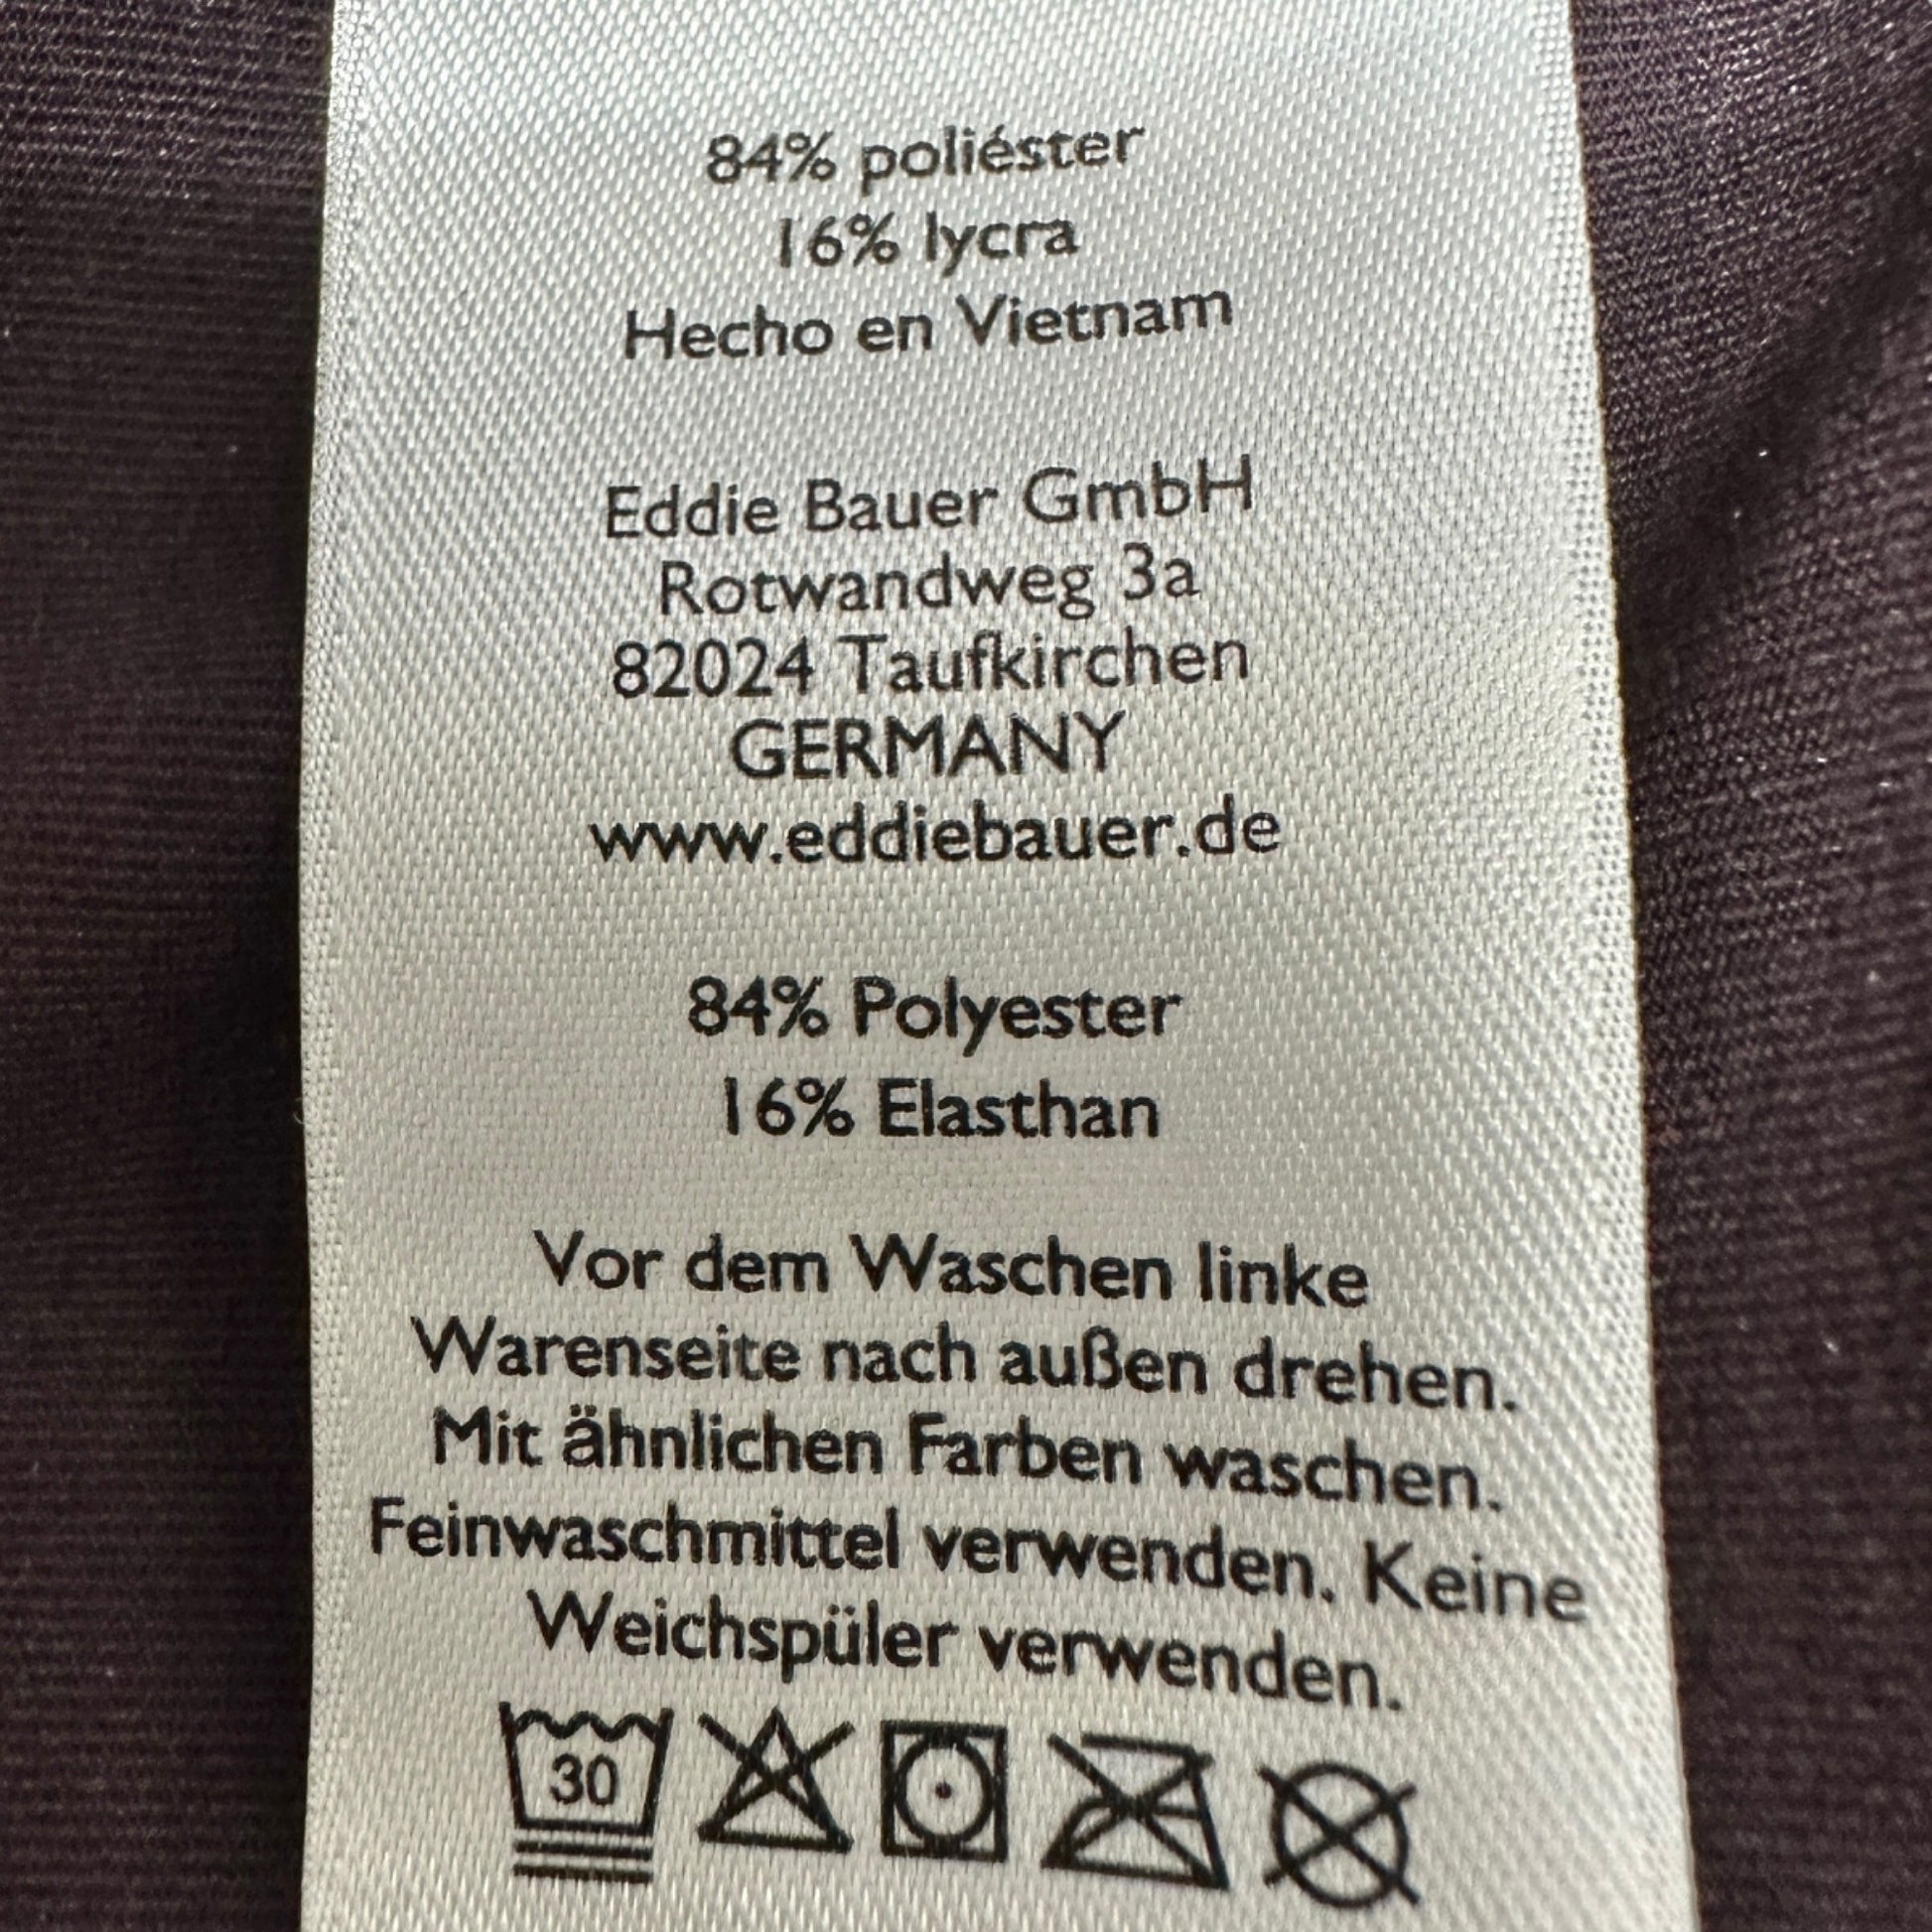 84% poliéster
16% lycra
Hecho en Vietnam
Eddie Bauer GmbH
Rotwandweg 3a
82024 Taufkirchen
GERMANY
www.eddiebauer.de
84% Polyester
16% Elasthan
Vor dem Waschen linke
Warenseite nach außen drehen.
Mit ähnlichen Farben waschen.
Feinwaschmittel verwenden. Keine
Weichspüler verwenden.
30